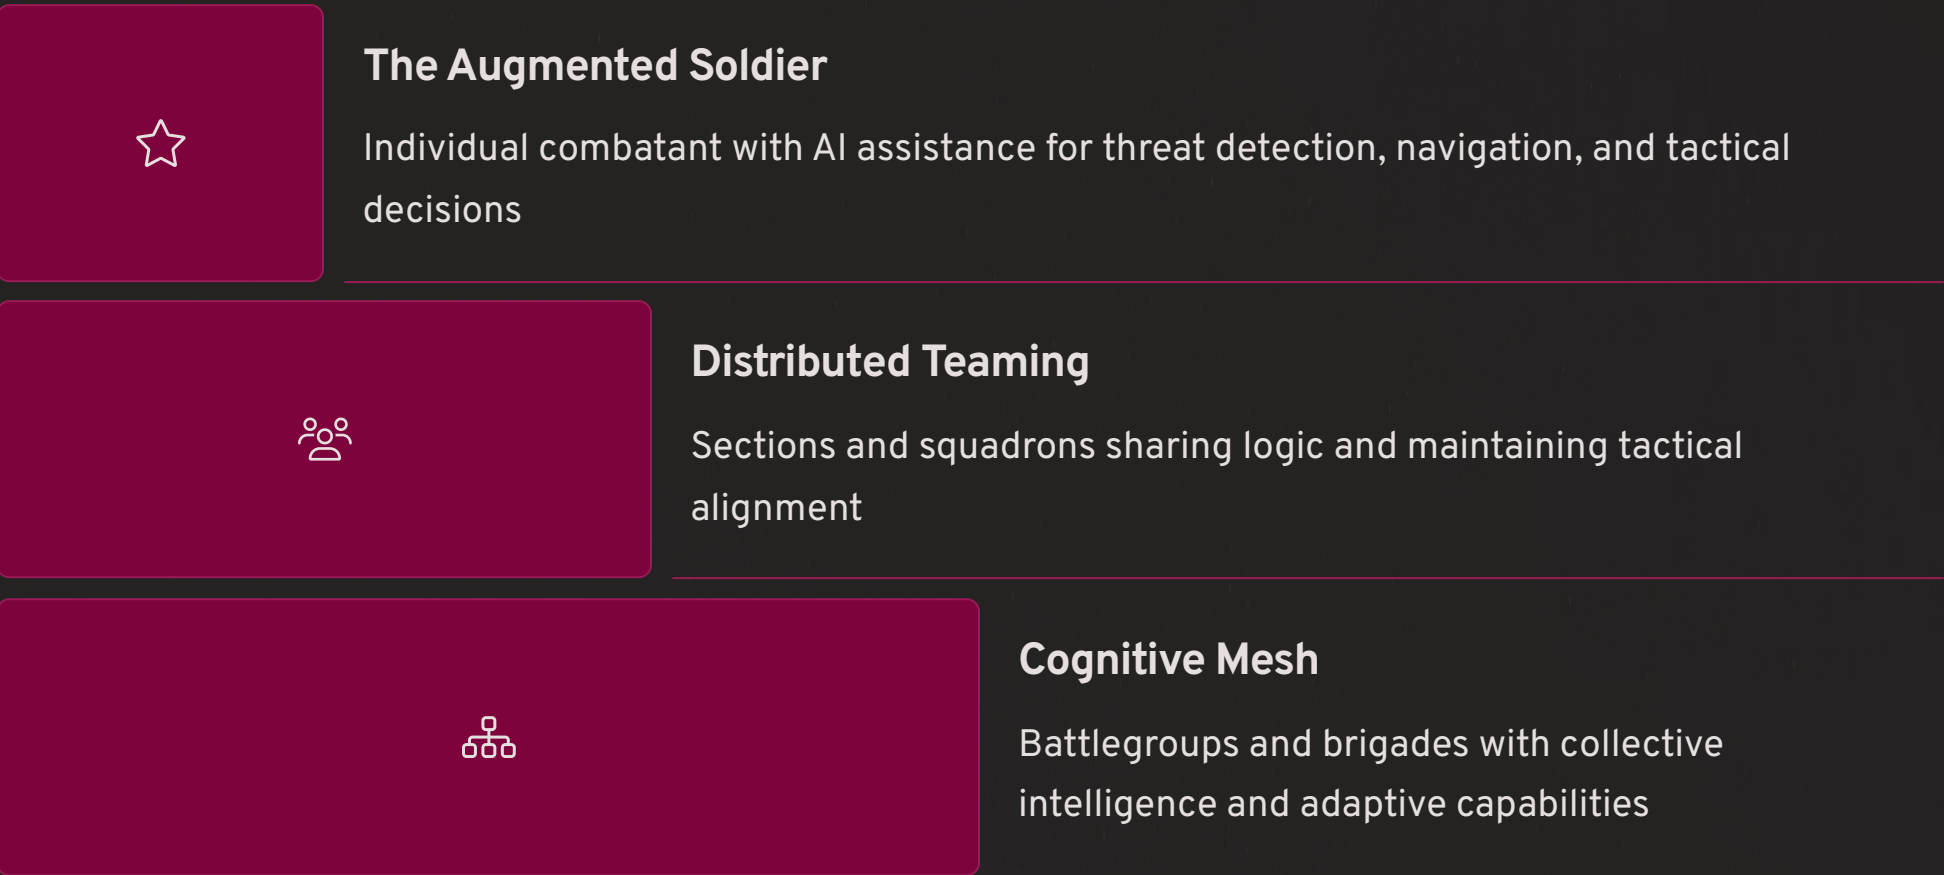 The Augmented Soldier
Individual combatant with AI assistance for threat detection, navigation, and tactical
decisions
Distributed Teaming
Sections and squadrons sharing logic and maintaining tactical
alignment
Cognitive Mesh
Battlegroups and brigades with collective
intelligence and adaptive capabilities